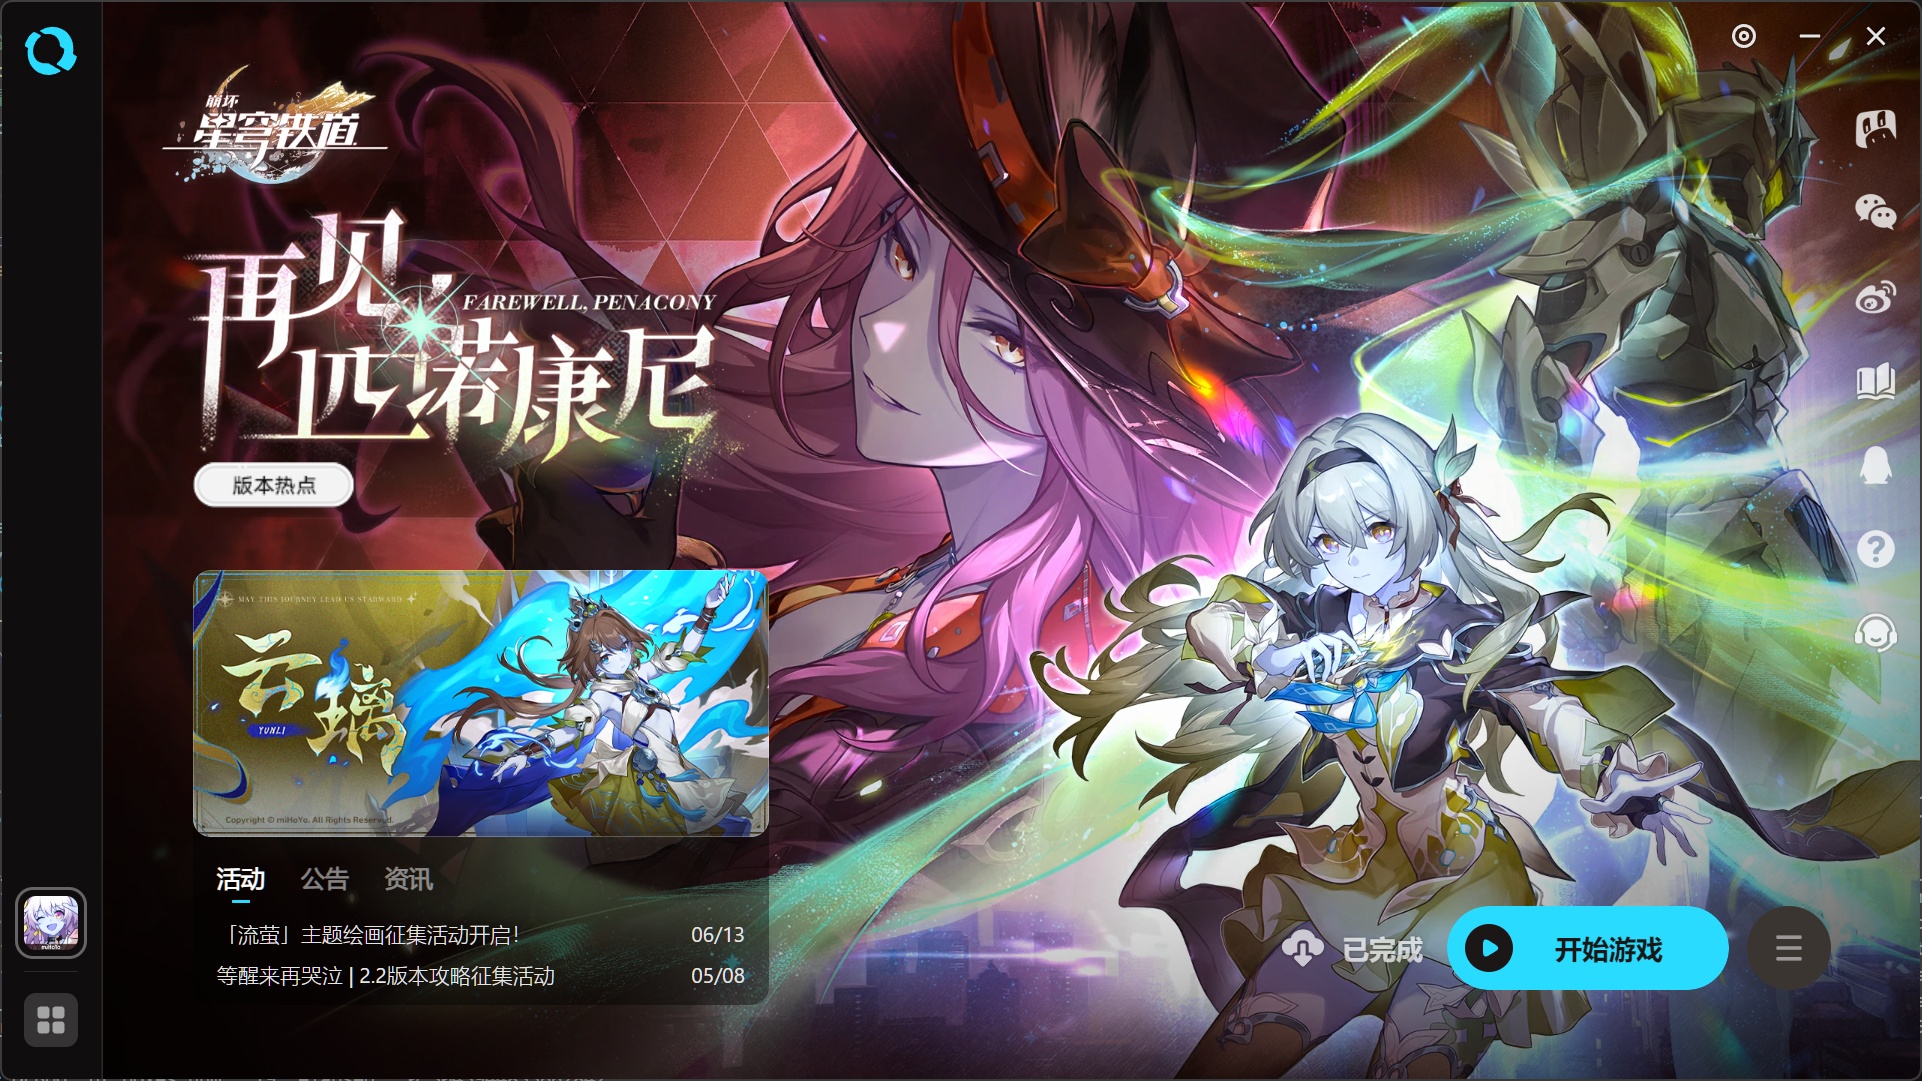 崩坏
星穹铁道
再见
FAREWELL, PENACONY
匹诺康尼
版本热点
MAY THIS JOURNEY LEAD US STARWARD
云璃
YUNLI
Copyright © miHoYo. All Rights Reserved.
活动 公告 资讯
「流萤」主题绘画征集活动开启! 06/13
等醒来再哭泣 | 2.2版本攻略征集活动 05/08
miHoYo
已完成
开始游戏